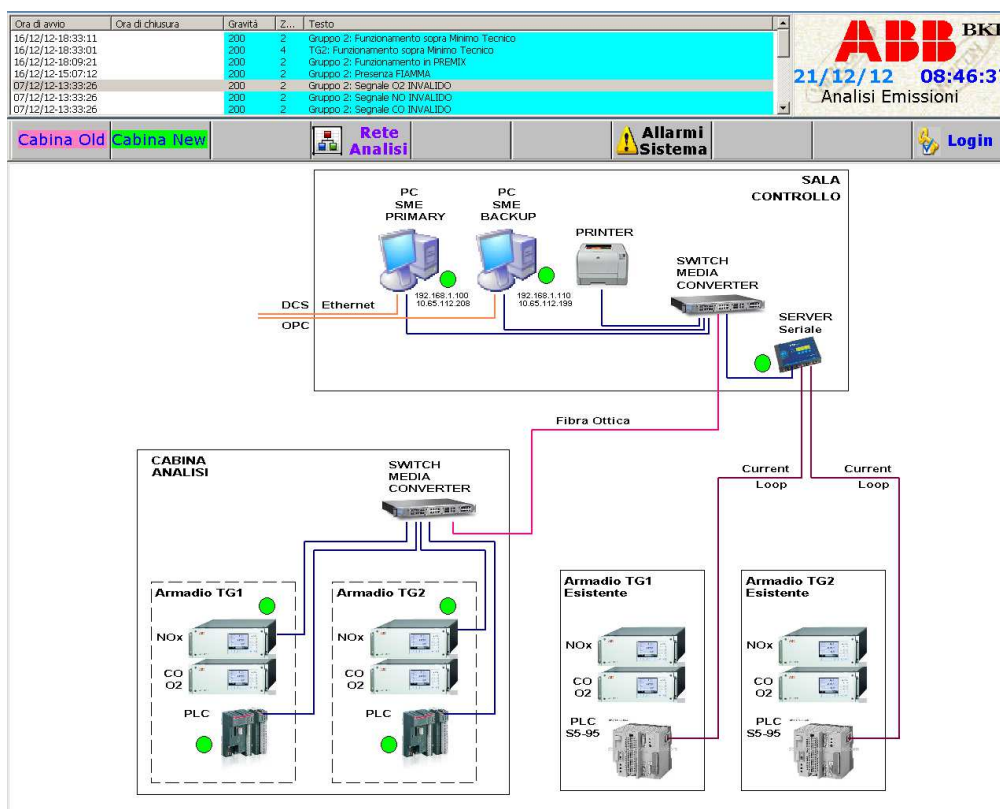 Ora di avvio Ora di chiusura Gravità Z... Testo
16/12/12-18:33:11 200 2 Gruppo 2: Funzionamento sopra Minimo Tecnico
16/12/12-18:33:01 200 4 TG2: Funzionamento sopra Minimo Tecnico
16/12/12-18:09:21 200 2 Gruppo 2: Funzionamento in PREMIX
16/12/12-15:07:12 200 2 Gruppo 2: Presenza FIAMMA
07/12/12-13:33:26 200 2 Gruppo 2: Segnale O2 INVALIDO
07/12/12-13:33:26 200 2 Gruppo 2: Segnale NO INVALIDO
07/12/12-13:33:26 200 2 Gruppo 2: Segnale CO INVALIDO
ABB
21/12/12 08:46:37
Analisi Emissioni
Cabina Old
Cabina New
Rete
Analisi
Allarmi
Sistema
Login
SALA
CONTROLLO
PC
SME
PRIMARY
PC
SME
BACKUP
PRINTER
SWITCH
MEDIA
CONVERTER
192.168.1.100
10.65.112.208
192.168.1.110
10.65.112.199
DCS Ethernet
OPC
SERVER
Seriale
Fibra Ottica
CABINA
ANALISI
SWITCH
MEDIA
CONVERTER
Current
Loop
Current
Loop
Armadio TG1
NOx
CO
O2
PLC
Armadio TG2
NOx
CO
O2
PLC
Armadio TG1
Esistente
NOx
CO
O2
PLC
S5-95
Armadio TG2
Esistente
NOx
CO
O2
PLC
S5-95